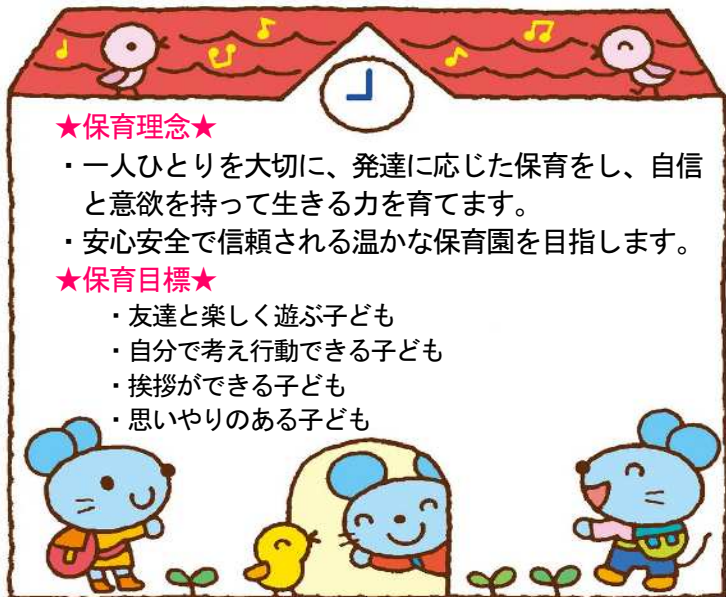 ★保育理念★
・一人ひとりを大切に、発達に応じた保育をし、自信
と意欲を持って生きる力を育てます。
・安心安全で信頼される温かな保育園を目指します。
★保育目標★
・友達と楽しく遊ぶ子ども
・自分で考え行動できる子ども
・挨拶ができる子ども
・思いやりのある子ども